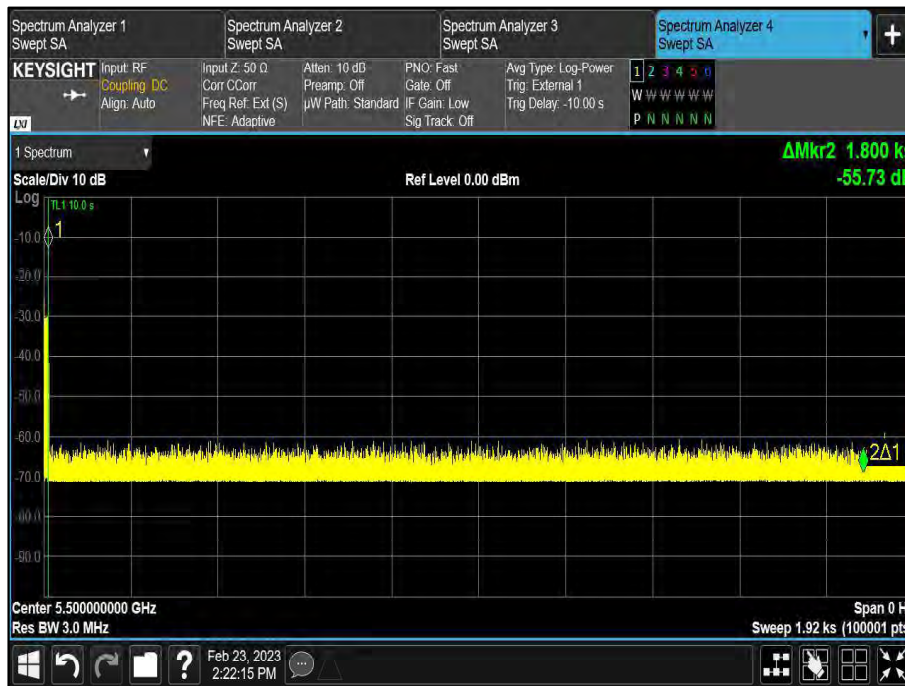 Spectrum Analyzer 1
Swept SA
Spectrum Analyzer 2
Swept SA
Spectrum Analyzer 3
Swept SA
Spectrum Analyzer 4
Swept SA
+
KEYSIGHT
LXI
Input: RF
Coupling: DC
Align: Auto
Input Z: 50 Ω
Corr CCorr
Freq Ref: Ext (S)
NFE: Adaptive
Atten: 10 dB
Preamp: Off
µW Path: Standard
PNO: Fast
Gate: Off
IF Gain: Low
Sig Track: Off
Avg Type: Log-Power
Trig: External 1
Trig Delay: -10.00 s
1 2 3 4 5 6
W W W W W W
P N N N N N
1 Spectrum
ΔMkr2 1.800 ks
Scale/Div 10 dB
Ref Level 0.00 dBm
-55.73 dB
Log
TL1 10.0 s
1
-10.0
-20.0
-30.0
-40.0
-50.0
-60.0
2Δ1
-70.0
-80.0
-90.0
Center 5.500000000 GHz
Span 0 H
Res BW 3.0 MHz
Sweep 1.92 ks (100001 pts
?
Feb 23, 2023
2:22:15 PM